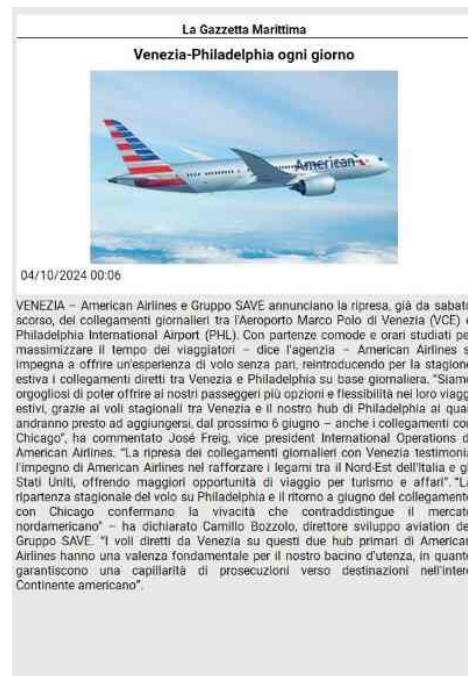 La Gazzetta Marittima
Venezia-Philadelphia ogni giorno
American
04/10/2024 00:06
VENEZIA – American Airlines e Gruppo SAVE annunciano la ripresa, già da sabato
scorso, dei collegamenti giornalieri tra l'Aeroporto Marco Polo di Venezia (VCE) e
Philadelphia International Airport (PHL). Con partenze comode e orari studiati pe
massimizzare il tempo dei viaggiatori – dice l'agenzia – American Airlines s
impegna a offrire un'esperienza di volo senza pari, reintroducendo per la stagione
estiva i collegamenti diretti tra Venezia e Philadelphia su base giornaliera. "Siamo
orgogliosi di poter offrire ai nostri passeggeri più opzioni e flessibilità nei loro viagg
estivi, grazie ai voli stagionali tra Venezia e il nostro hub di Philadelphia ai qua
andranno presto ad aggiungersi, dal prossimo 6 giugno – anche i collegamenti con
Chicago", ha commentato José Freig, vice president International Operations d
American Airlines. "La ripresa dei collegamenti giornalieri con Venezia testimonia
l'impegno di American Airlines nel rafforzare i legami tra il Nord-Est dell'Italia e g
Stati Uniti, offrendo maggiori opportunità di viaggio per turismo e affari". "La
ripartenza stagionale del volo su Philadelphia e il ritorno a giugno del collegamento
con Chicago confermano la vivacità che contraddistingue il mercato
nordamericano" – ha dichiarato Camillo Bozzolo, direttore sviluppo aviation de
Gruppo SAVE. "I voli diretti da Venezia su questi due hub primari di American
Airlines hanno una valenza fondamentale per il nostro bacino d'utenza, in quanto
garantiscono una capillarità di prosecuzioni verso destinazioni nell'intero
Continente americano".